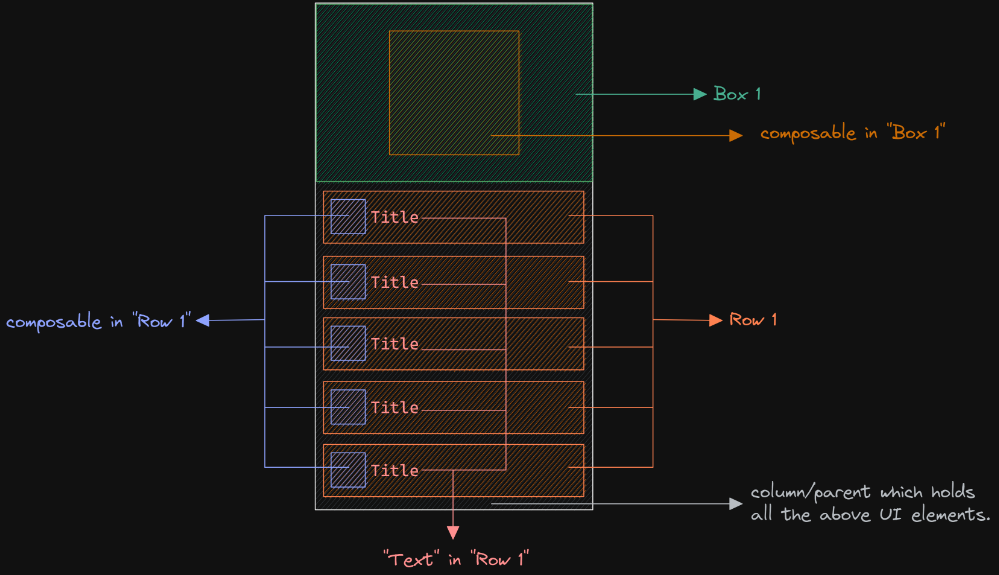 Box 1
composable in "Box 1"
Title
Title
composable in "Row 1"
Row 1
Title
Title
Title
column/parent which holds
all the above UI elements.
"Text" in "Row 1"